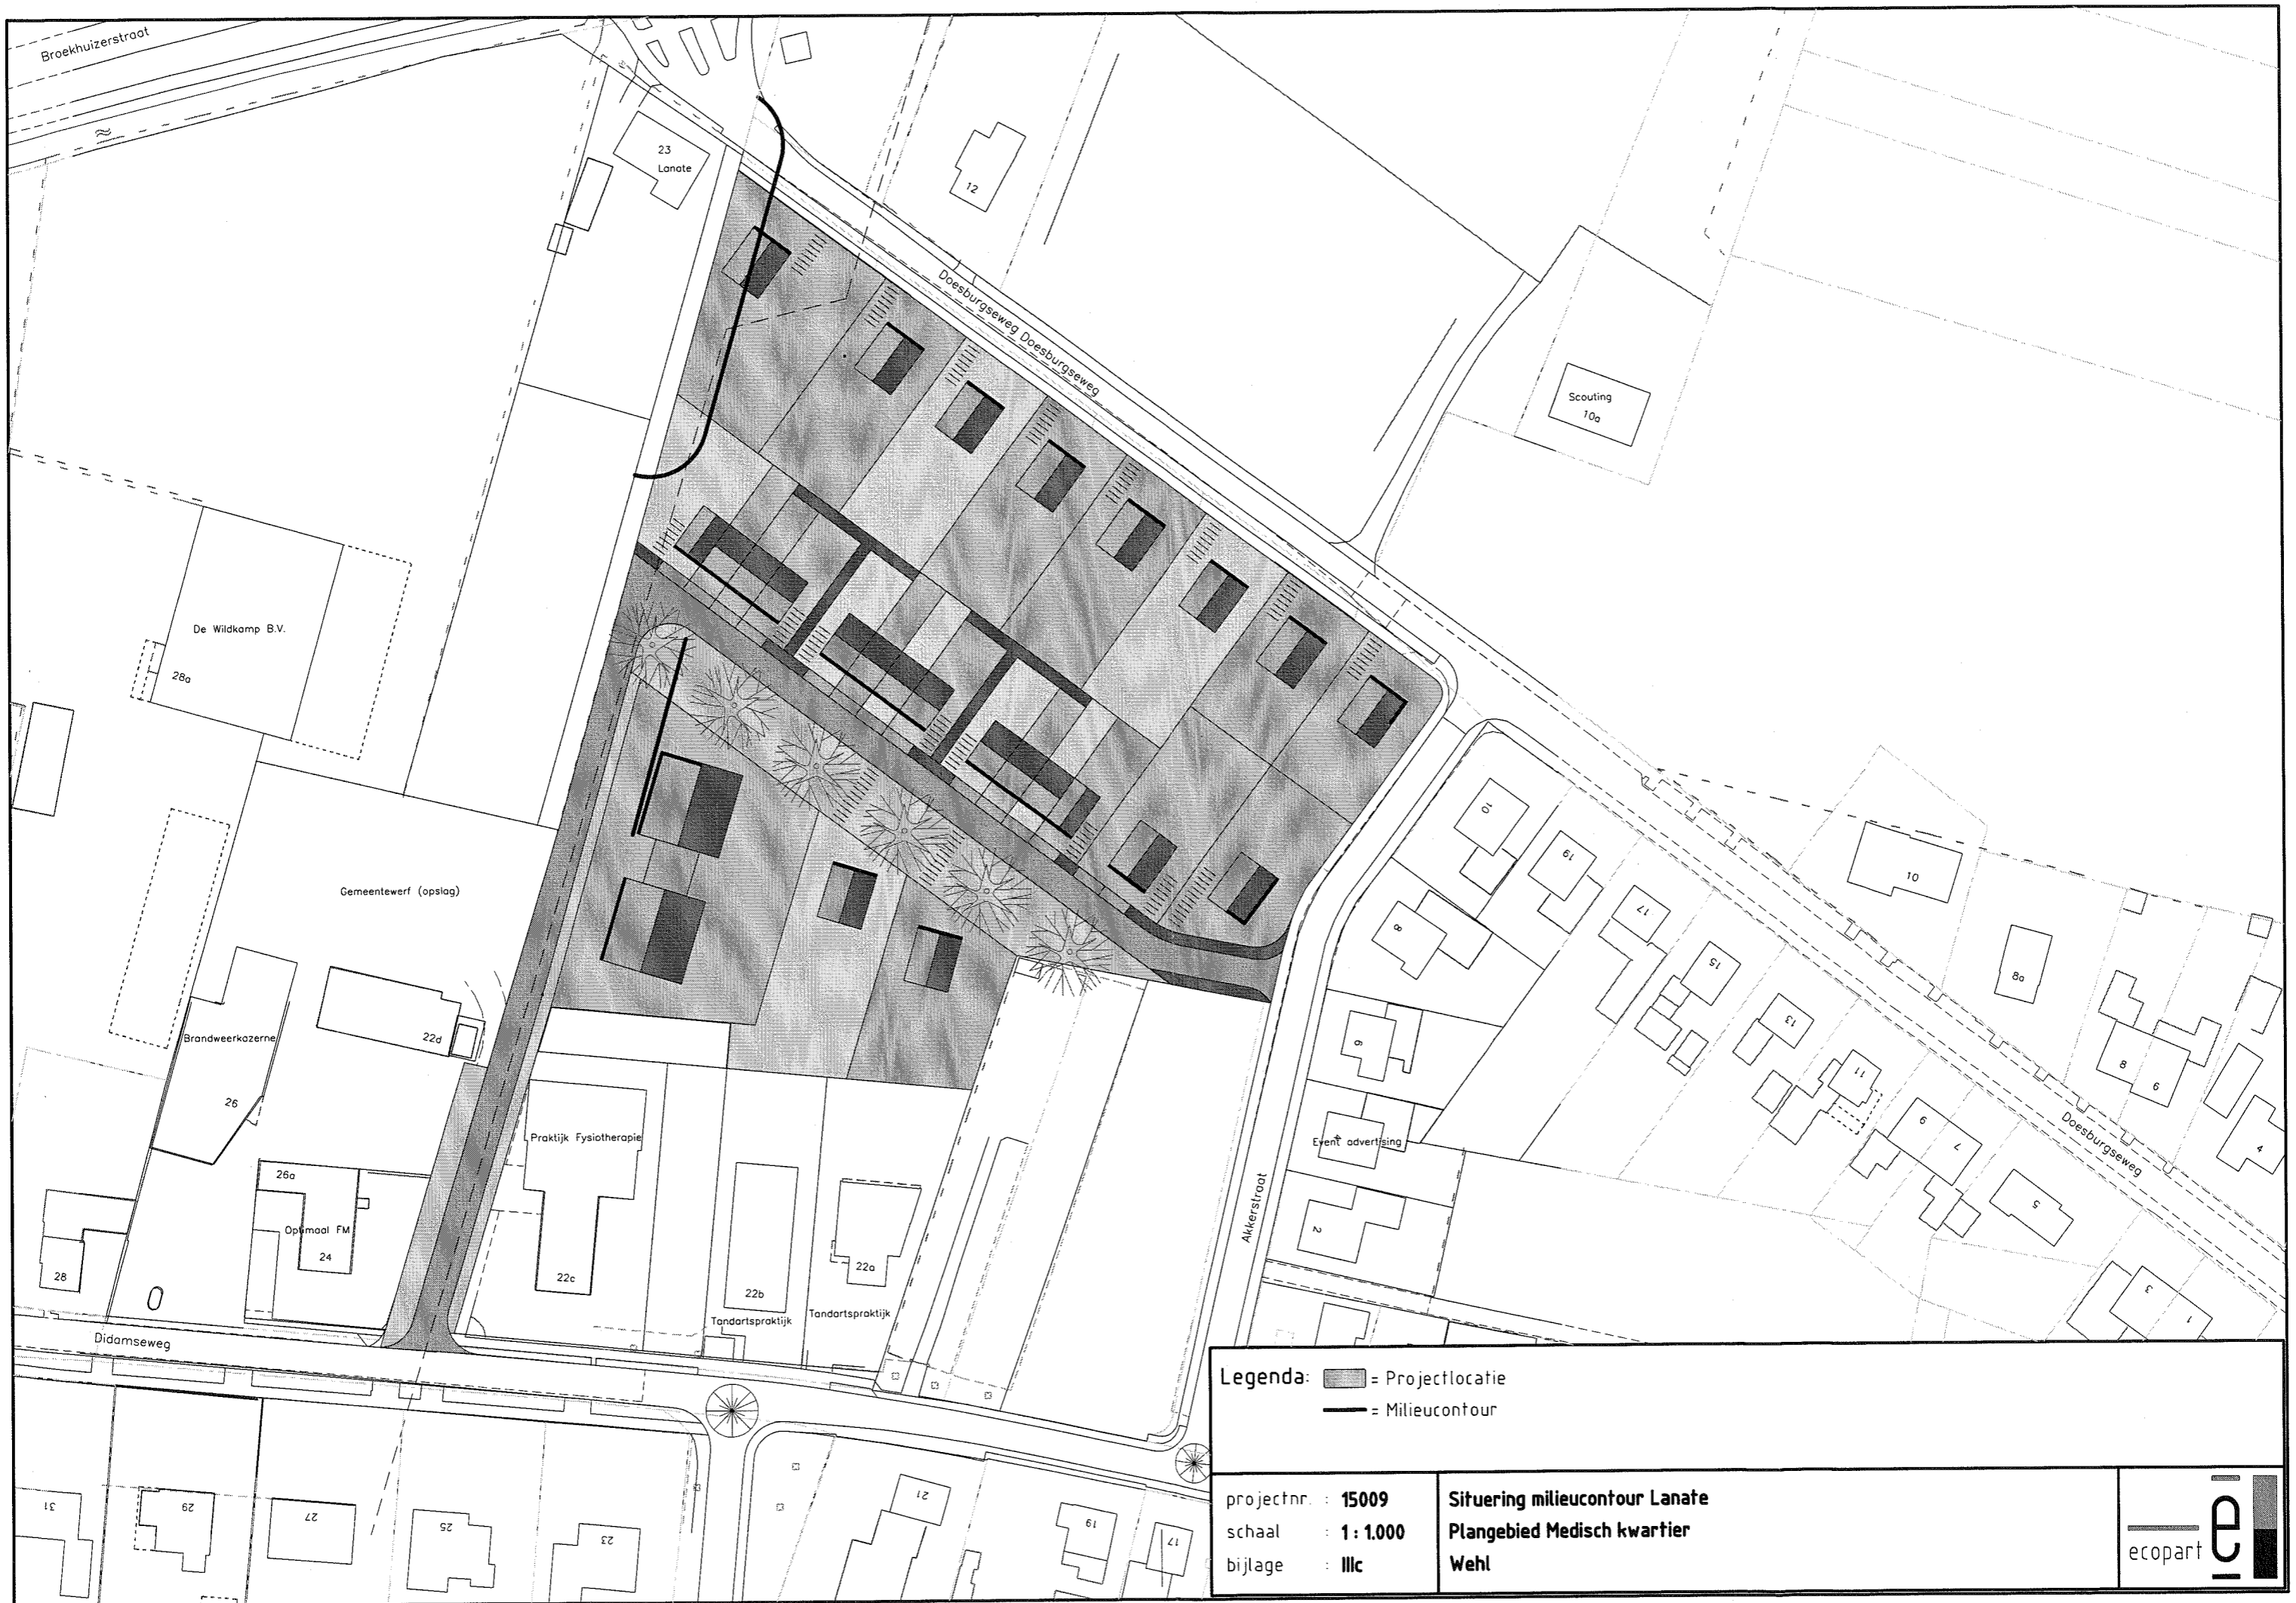 Broekhuizerstraat
23
Lanate
12
Doesburgseweg Doesburgseweg
Scouting
10a
De Wildkamp B.V.
28a
Gemeentewerf (opslag)
22d
Brandweerkazerne
26
26a
Optimaal FM
24
28
Praktijk Fysiotherapie
22c
22b
Tandartspraktijk
22a
Tandartspraktijk
Didamseweg
Akkerstraat
10
8
6
4
Event advertising
2
19
17
15
13
11
9
7
5
3
1
10
8a
8
6
4
Doesburgseweg
31
29
27
25
23
21
19
17
Legenda:
= Projectlocatie
= Milieucontour
projectnr. : 15009
schaal : 1 : 1.000
bijlage : IIIc
Situering milieucontour Lanate
Plangebied Medisch kwartier
Wehl
ecopart
e